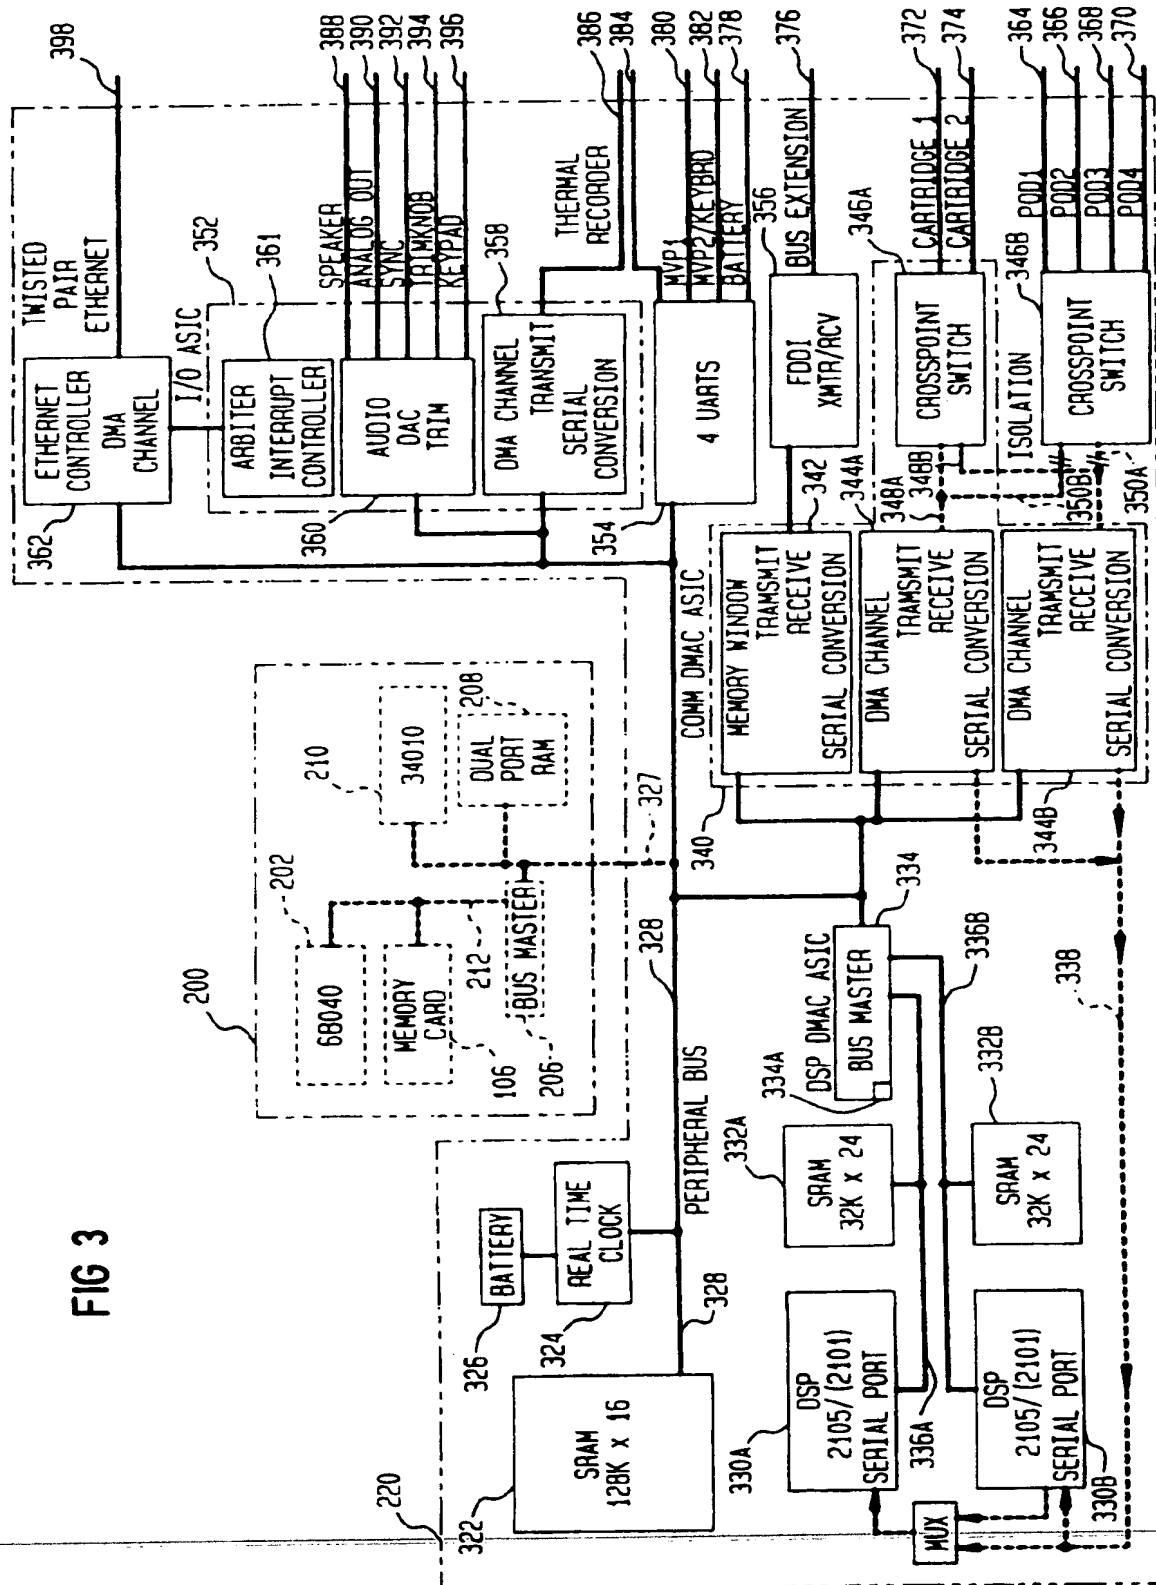 FIG 3
220
322
SRAM
128K x 16
326
BATTERY
324
REAL TIME
CLOCK
328
PERIPHERAL BUS
328
200
202
68040
MEMORY
CARD
106
212
206
BUS MASTER
210
34010
208
DUAL
PORT
RAM
327
362
ETHERNET
CONTROLLER
DMA
CHANNEL
TWISTED
PAIR
ETHERNET
398
I/O ASIC
352
ARBITER
INTERRUPT
CONTROLLER
361
360
AUDIO
DAC
TRIM
SPEAKER
388
ANALOG OUT
390
SYNC
392
TRIMKNOB
394
KEYPAD
396
DMA CHANNEL
TRANSMIT
SERIAL
CONVERSION
358
THERMAL
RECORDER
386
384
354
4 UARTS
MVP1
380
MVP2/KEYBRD
382
BATTERY
378
COMM DMAC ASIC
340
MEMORY WINDOW
TRAMSMIT
RECEIVE
SERIAL CONVERSION
342
FDDI
XMTR/RCV
356
BUS EXTENSION
376
DMA CHANNEL
TRAMSMIT
RECEIVE
SERIAL CONVERSION
344A
348A
348B
CROSSPOINT
SWITCH
346A
CARTRIDGE 1
372
CARTRIDGE 2
374
ISOLATION
DMA CHANNEL
TRAMSMIT
RECEIVE
SERIAL CONVERSION
344B
350B
350A
CROSSPOINT
SWITCH
346B
POD1
364
POD2
366
POD3
368
POD4
370
DSP DMAC ASIC
334
334A
BUS MASTER
336B
338
332A
SRAM
32K x 24
332B
SRAM
32K x 24
330A
DSP
2105/(2101)
SERIAL PORT
336A
DSP
2105/(2101)
SERIAL PORT
330B
MUX